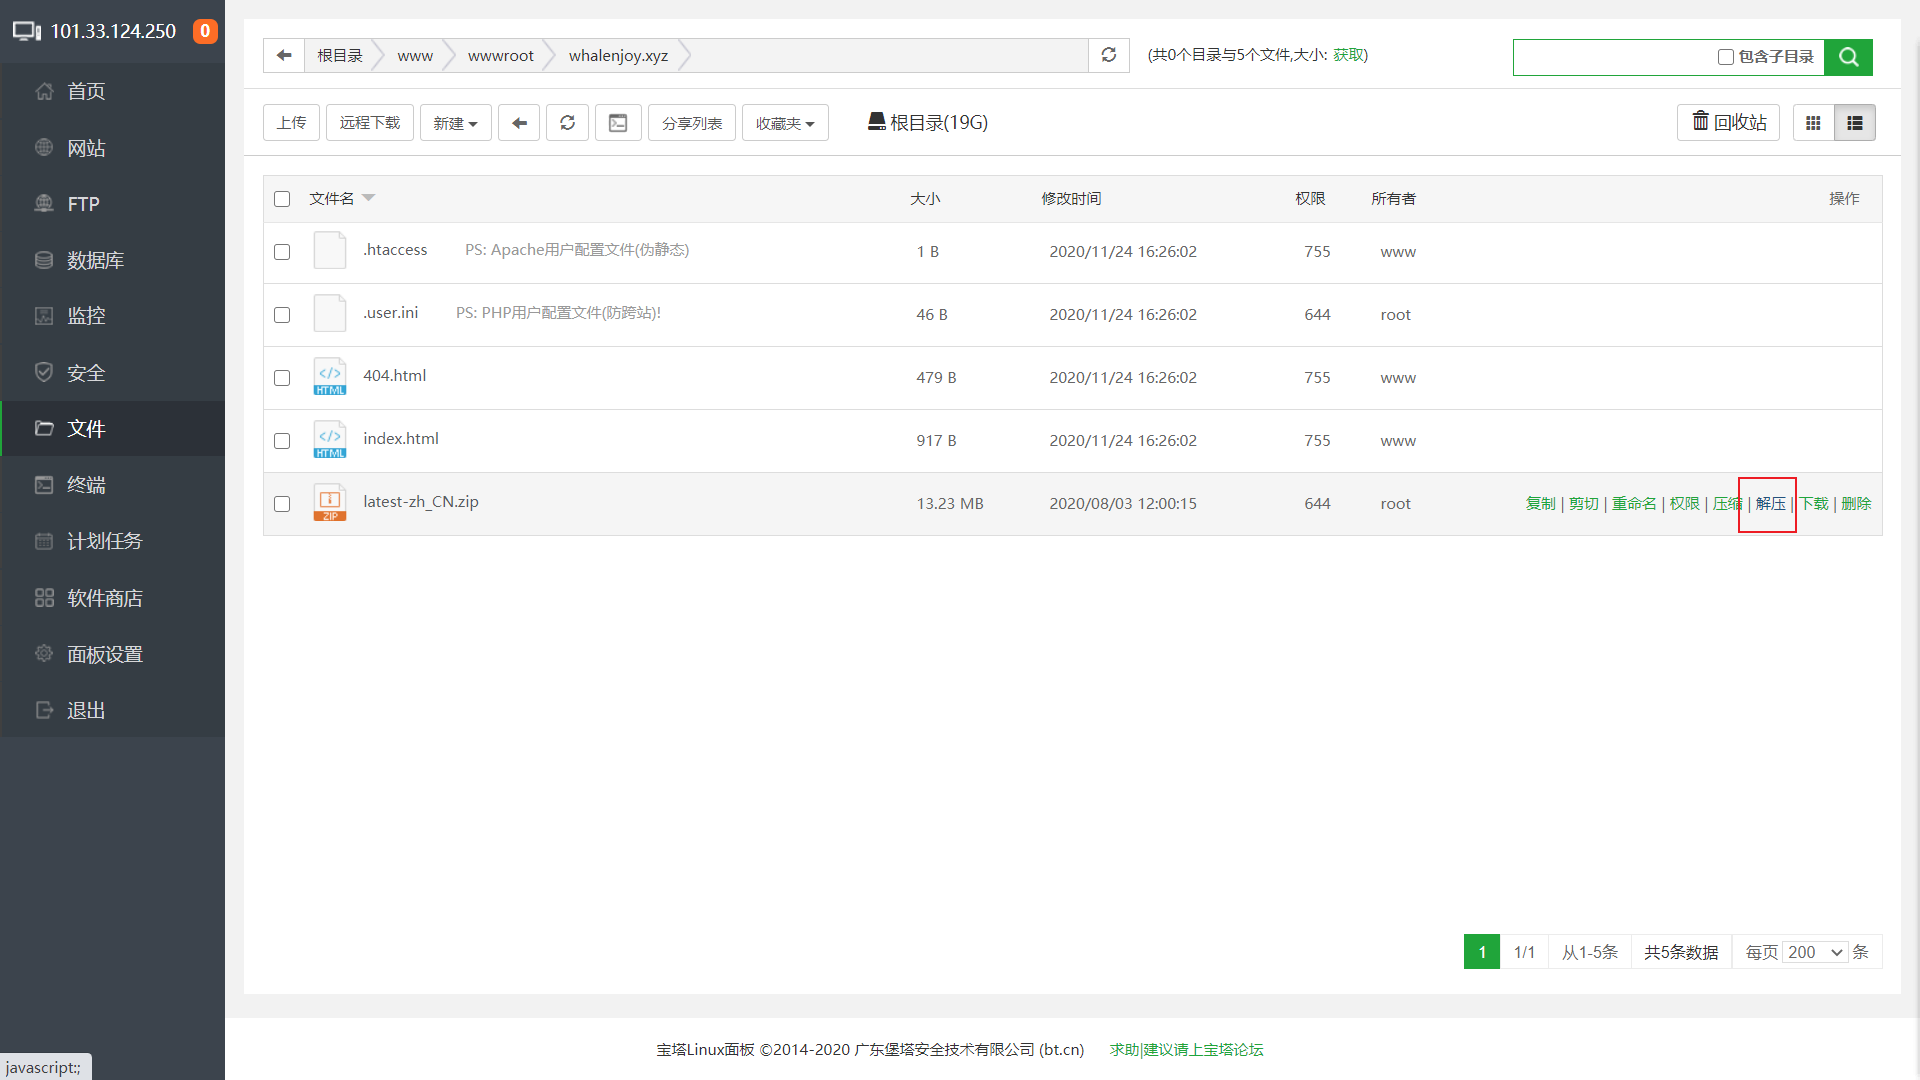 101.33.124.250 0
首页
网站
FTP
数据库
监控
安全
文件
终端
计划任务
软件商店
面板设置
退出
javascript:;
根目录 www wwwroot whalenjoy.xyz (共0个目录与5个文件,大小: 获取) 包含子目录
上传 远程下载 新建 分享列表 收藏夹 根目录(19G) 回收站
文件名 大小 修改时间 权限 所有者 操作
.htaccess PS: Apache用户配置文件(伪静态) 1 B 2020/11/24 16:26:02 755 www
.user.ini PS: PHP用户配置文件(防跨站)! 46 B 2020/11/24 16:26:02 644 root
HTML 404.html 479 B 2020/11/24 16:26:02 755 www
HTML index.html 917 B 2020/11/24 16:26:02 755 www
ZIP latest-zh_CN.zip 13.23 MB 2020/08/03 12:00:15 644 root 复制 | 剪切 | 重命名 | 权限 | 压缩 | 解压 | 下载 | 删除
1 1/1 从1-5条 共5条数据 每页 200 条
宝塔Linux面板 ©2014-2020 广东堡塔安全技术有限公司 (bt.cn) 求助|建议请上宝塔论坛